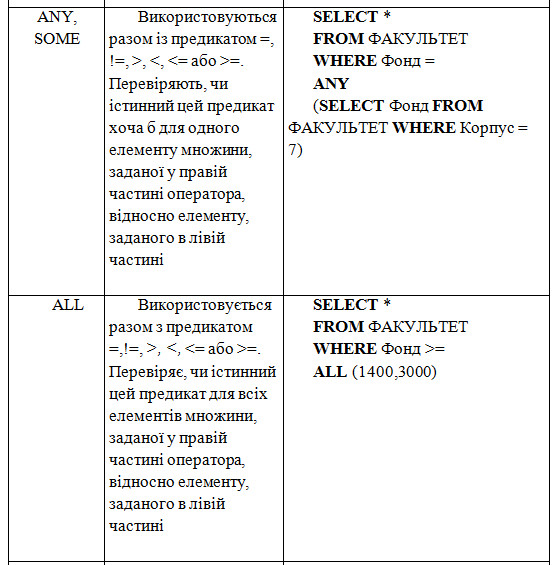 ANY,
SOME
Використовуються
разом із предикатом =,
!=, >, <, <= або >=.
Перевіряють, чи
істинний цей предикат
хоча б для одного
елементу множини,
заданої у правій
частині оператора,
відносно елементу,
заданого в лівій
частині
SELECT *
FROM ФАКУЛЬТЕТ
WHERE Фонд =
ANY
(SELECT Фонд FROM
ФАКУЛЬТЕТ WHERE Корпус =
7)
ALL
Використовується
разом з предикатом
=,!=, >, <, <= або >=.
Перевіряє, чи істинний
цей предикат для всіх
елементів множини,
заданої у правій
частині оператора,
відносно елементу,
заданого в лівій
частині
SELECT *
FROM ФАКУЛЬТЕТ
WHERE Фонд >=
ALL (1400,3000)